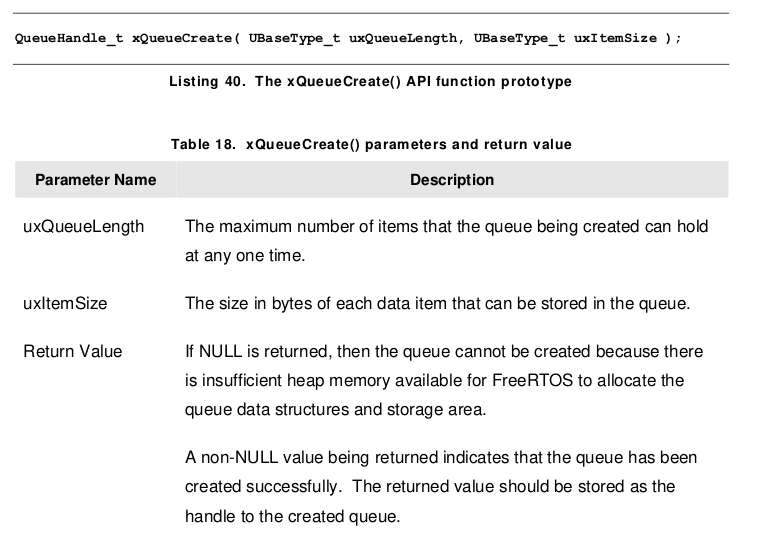 QueueHandle_t xQueueCreate( UBaseType_t uxQueueLength, UBaseType_t uxItemSize );
Listing 40. The xQueueCreate() API function prototype
Table 18. xQueueCreate() parameters and return value
Parameter Name Description
uxQueueLength The maximum number of items that the queue being created can hold
at any one time.
uxItemSize The size in bytes of each data item that can be stored in the queue.
Return Value If NULL is returned, then the queue cannot be created because there
is insufficient heap memory available for FreeRTOS to allocate the
queue data structures and storage area.
A non-NULL value being returned indicates that the queue has been
created successfully. The returned value should be stored as the
handle to the created queue.